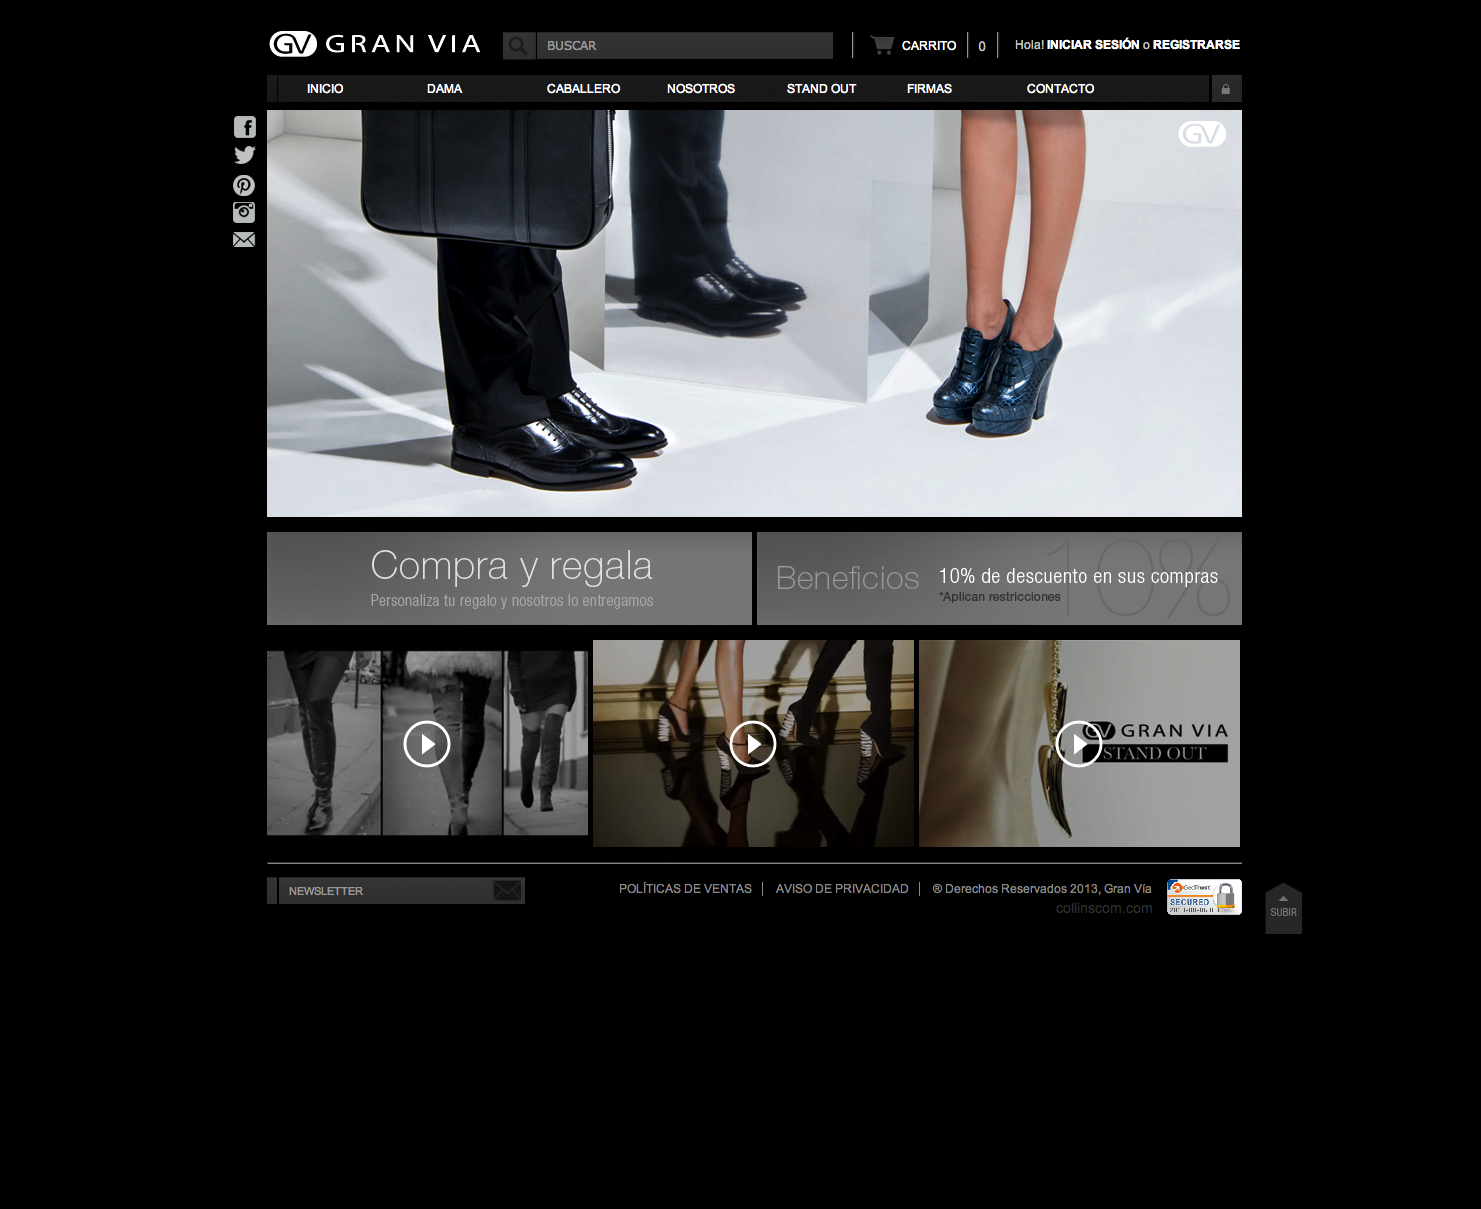 GV GRAN VIA
BUSCAR
CARRITO
0
Hola! INICIAR SESIÓN o REGISTRARSE
INICIO
DAMA
CABALLERO
NOSOTROS
STAND OUT
FIRMAS
CONTACTO
GV
Compra y regala
Personaliza tu regalo y nosotros lo entregamos
Beneficios
10% de descuento en sus compras
*Aplican restricciones
10%
GV GRAN VIA
STAND OUT
NEWSLETTER
POLÍTICAS DE VENTAS
AVISO DE PRIVACIDAD
® Derechos Reservados 2013, Gran Vía
collinscom.com
GeoTrust
SECURED
SUBIR